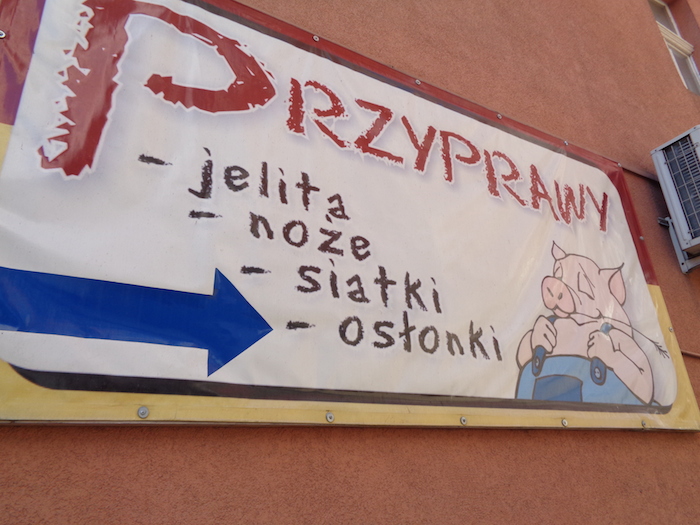 PRZYPRAWY
- jelita
- noże
- siatki
- osłonki